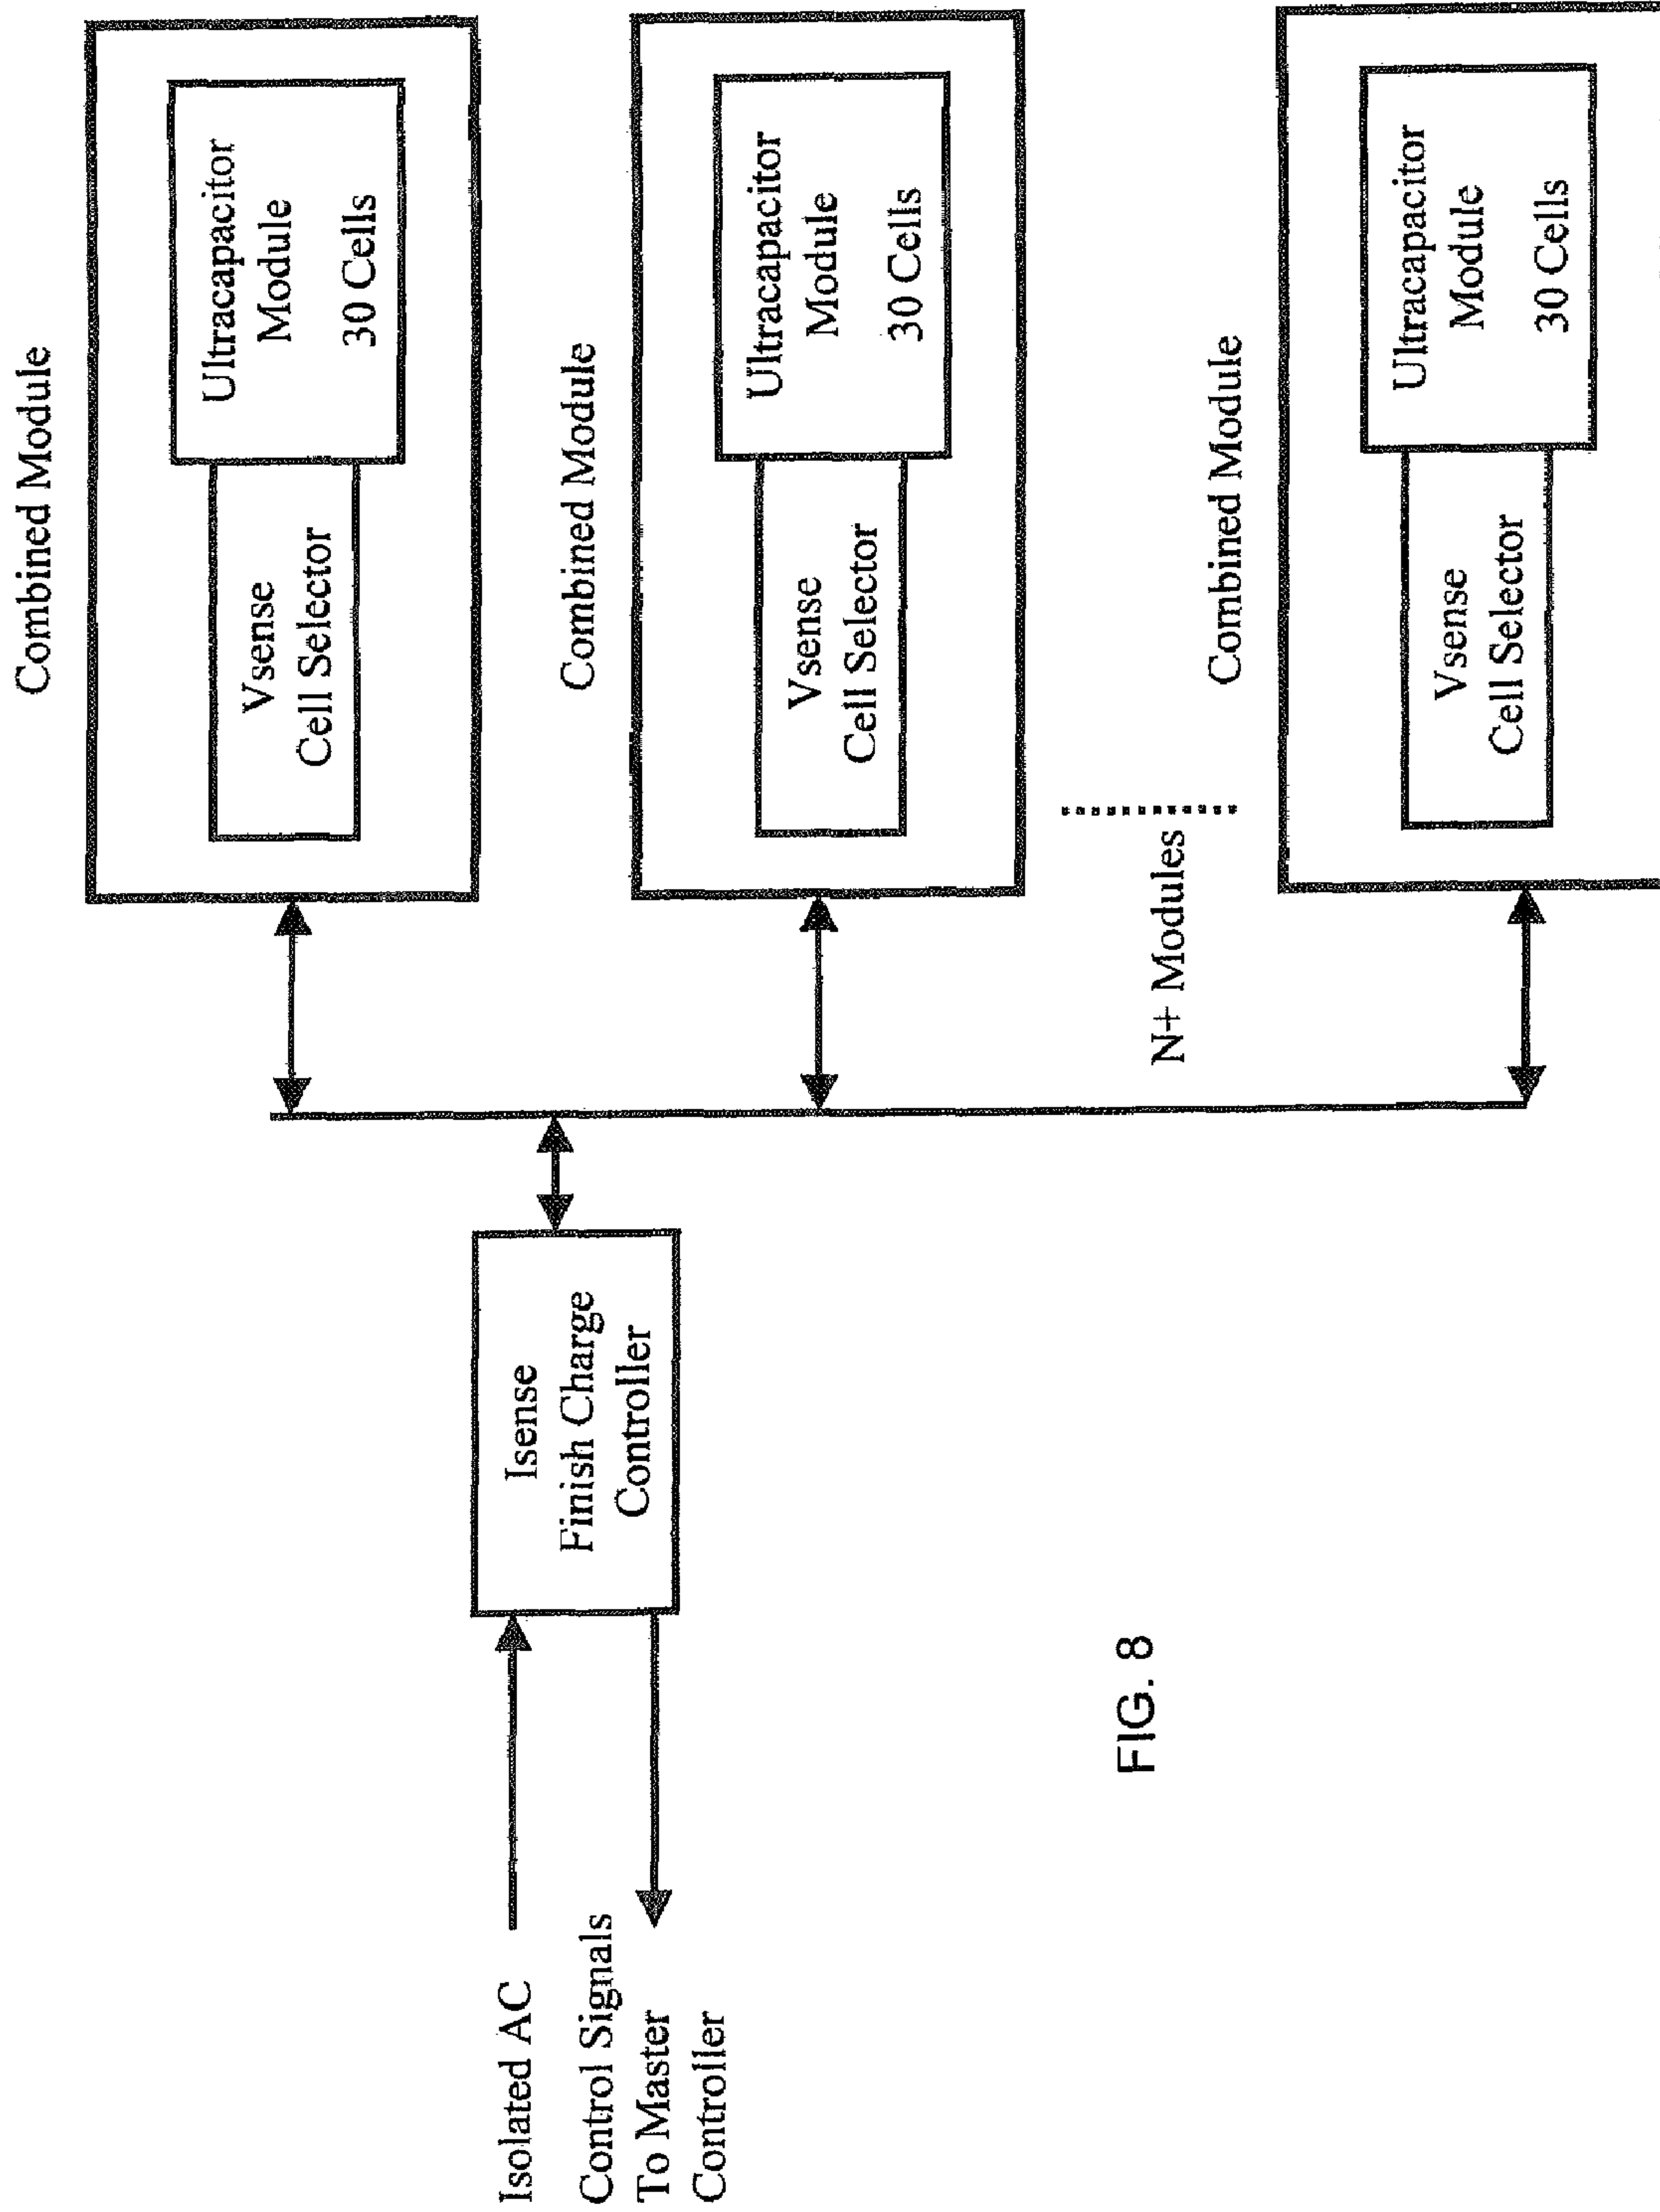 Combined Module
Vsense
Cell Selector
Ultracapacitor
Module
30 Cells
Combined Module
Vsense
Cell Selector
Ultracapacitor
Module
30 Cells
N+ Modules
Combined Module
Vsense
Cell Selector
Ultracapacitor
Module
30 Cells
Isense
Finish Charge
Controller
Isolated AC
Control Signals
To Master
Controller
FIG. 8